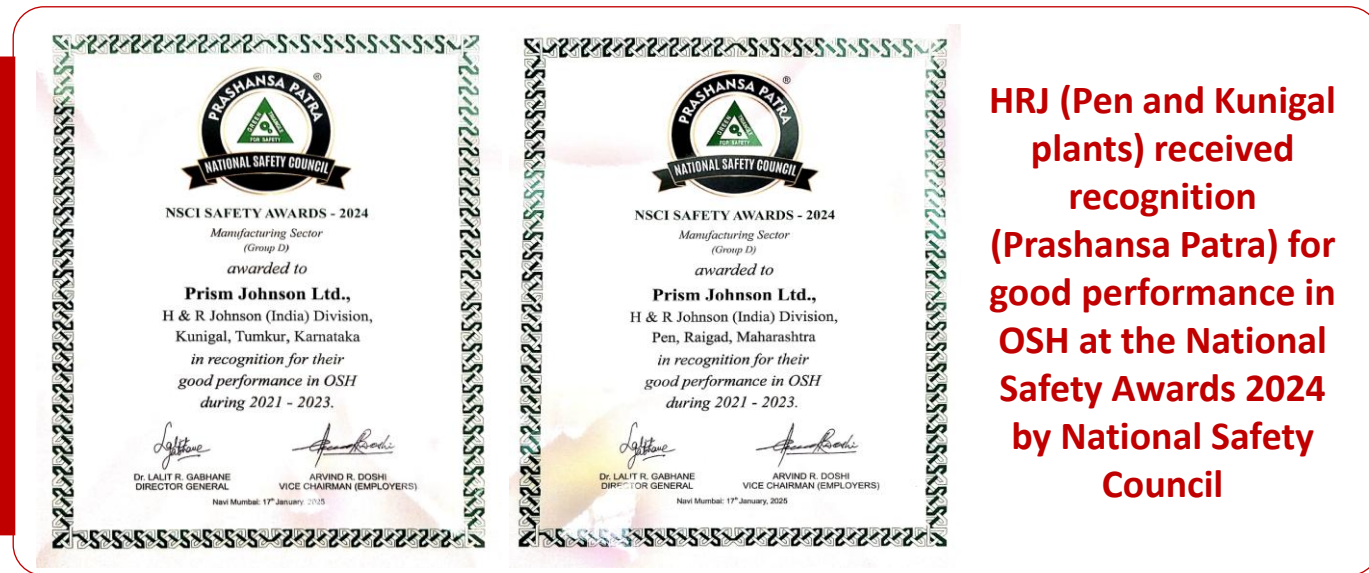 PRASHANSA PATRA ®
GREEN TRIANGLES
FOR SAFETY
NATIONAL SAFETY COUNCIL
NSCI SAFETY AWARDS - 2024
Manufacturing Sector
(Group D)
awarded to
Prism Johnson Ltd.,
H & R Johnson (India) Division,
Kunigal, Tumkur, Karnataka
in recognition for their
good performance in OSH
during 2021 - 2023.
Dr. LALIT R. GABHANE
DIRECTOR GENERAL
ARVIND R. DOSHI
VICE CHAIRMAN (EMPLOYERS)
Navi Mumbai: 17th January, 2025
PRASHANSA PATRA ®
GREEN TRIANGLES
FOR SAFETY
NATIONAL SAFETY COUNCIL
NSCI SAFETY AWARDS - 2024
Manufacturing Sector
(Group D)
awarded to
Prism Johnson Ltd.,
H & R Johnson (India) Division,
Pen, Raigad, Maharashtra
in recognition for their
good performance in OSH
during 2021 - 2023.
Dr. LALIT R. GABHANE
DIRECTOR GENERAL
ARVIND R. DOSHI
VICE CHAIRMAN (EMPLOYERS)
Navi Mumbai: 17th January, 2025
HRJ (Pen and Kunigal
plants) received
recognition
(Prashansa Patra) for
good performance in
OSH at the National
Safety Awards 2024
by National Safety
Council